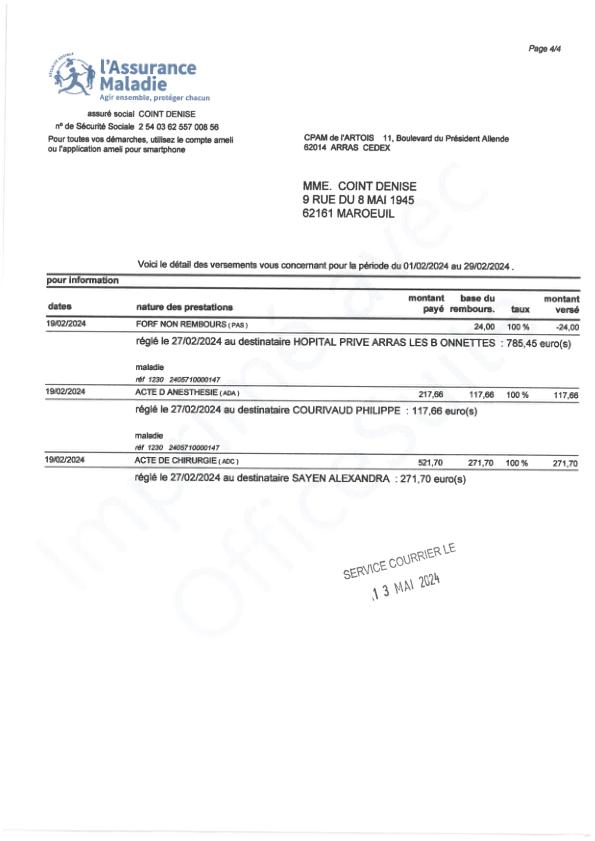 Page 4/4
SÉCURITÉ SOCIALE
l'Assurance
Maladie
Agir ensemble, protéger chacun
assuré social COINT DENISE
n° de Sécurité Sociale 2 54 03 62 557 008 56
Pour toutes vos démarches, utilisez le compte ameli
ou l'application ameli pour smartphone
CPAM de l'ARTOIS 11, Boulevard du Président Allende
62014 ARRAS CEDEX
MME. COINT DENISE
9 RUE DU 8 MAI 1945
62161 MAROEUIL
Voici le détail des versements vous concernant pour la période du 01/02/2024 au 29/02/2024 .
pour information
dates nature des prestations montant payé base du rembours. taux montant versé
19/02/2024 FORF NON REMBOURS (PAS) 24,00 100 % -24,00
réglé le 27/02/2024 au destinataire HOPITAL PRIVE ARRAS LES B ONNETTES : 785,45 euro(s)
maladie
réf 1230 2405710000147
19/02/2024 ACTE D ANESTHESIE (ADA) 217,66 117,66 100 % 117,66
réglé le 27/02/2024 au destinataire COURIVAUD PHILIPPE : 117,66 euro(s)
maladie
réf 1230 2405710000147
19/02/2024 ACTE DE CHIRURGIE (ADC) 521,70 271,70 100 % 271,70
réglé le 27/02/2024 au destinataire SAYEN ALEXANDRA : 271,70 euro(s)
SERVICE COURRIER LE
13 MAI 2024
Imprimé avec
OfficeSuite